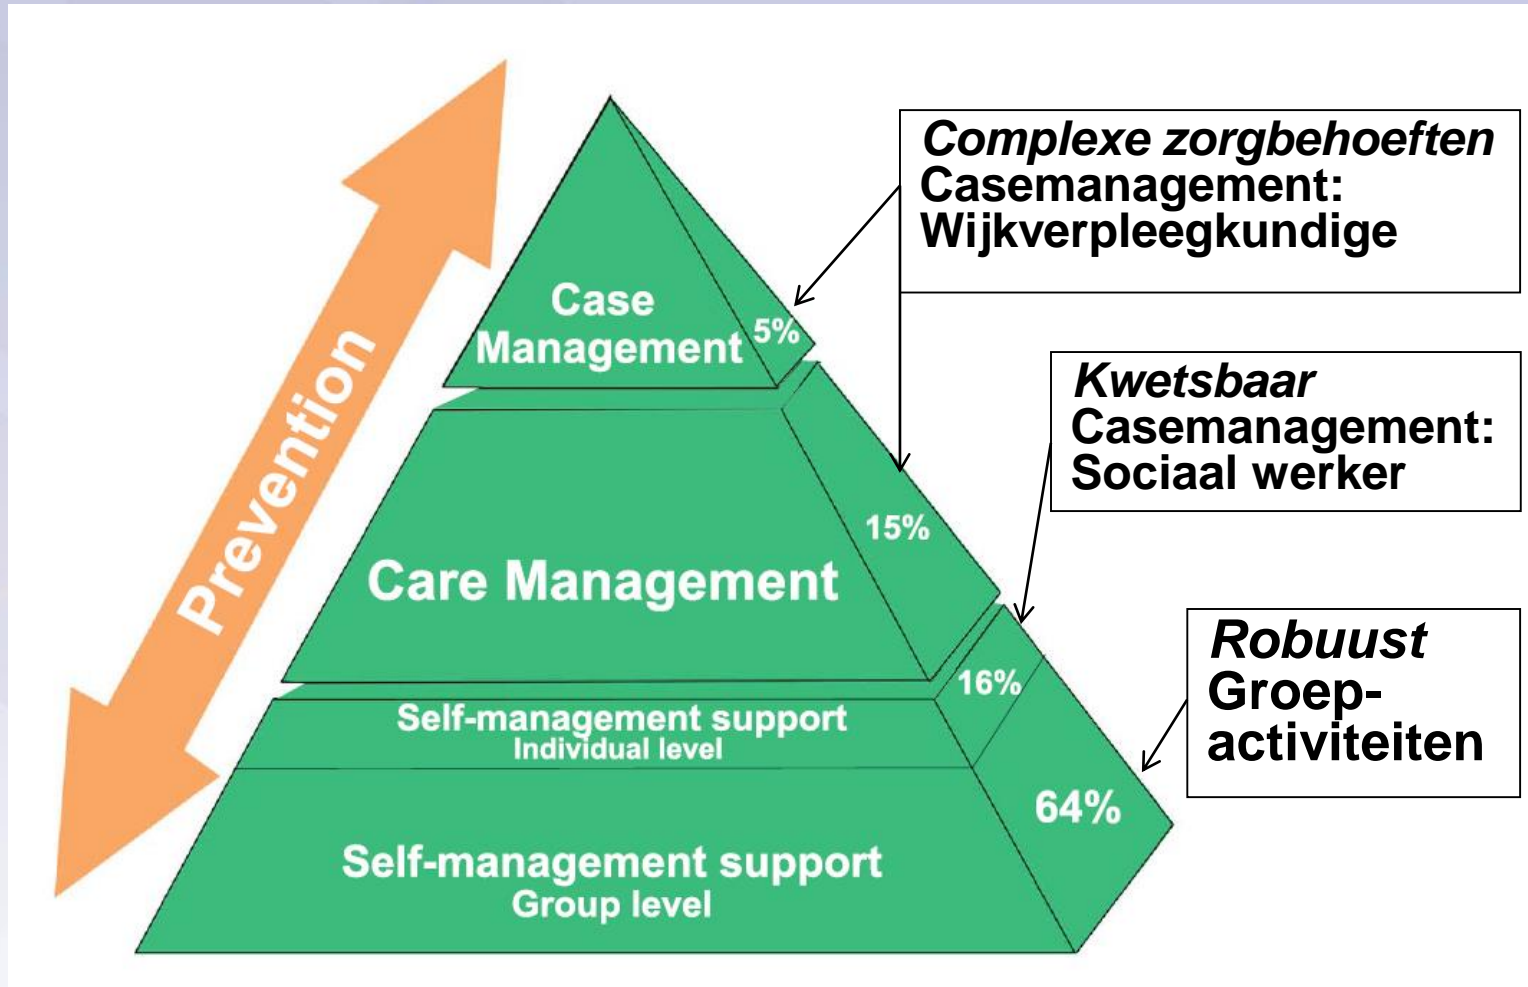 Prevention
Case
Management
5%
Care Management
15%
Self-management support
Individual level
16%
Self-management support
Group level
64%
Complexe zorgbehoeften
Casemanagement:
Wijkverpleegkundige
Kwetsbaar
Casemanagement:
Sociaal werker
Robuust
Groep-
activiteiten